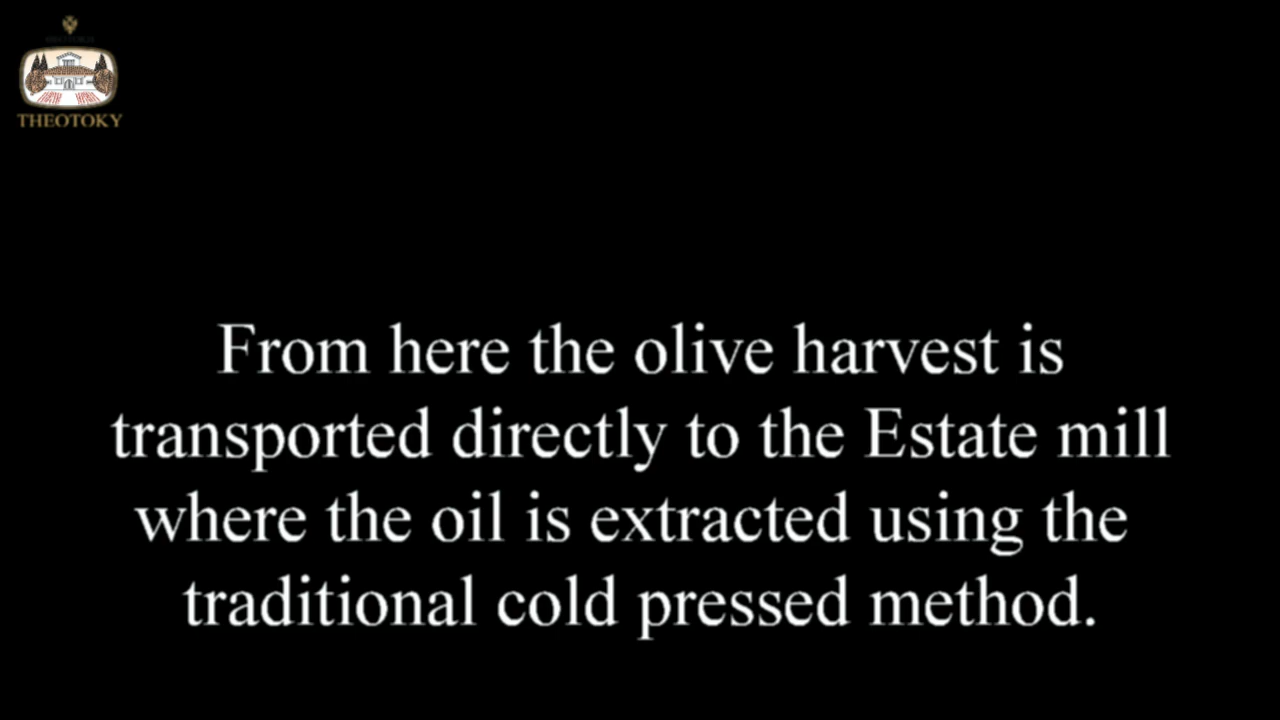 THEOTOKY
From here the olive harvest is
transported directly to the Estate mill
where the oil is extracted using the
traditional cold pressed method.